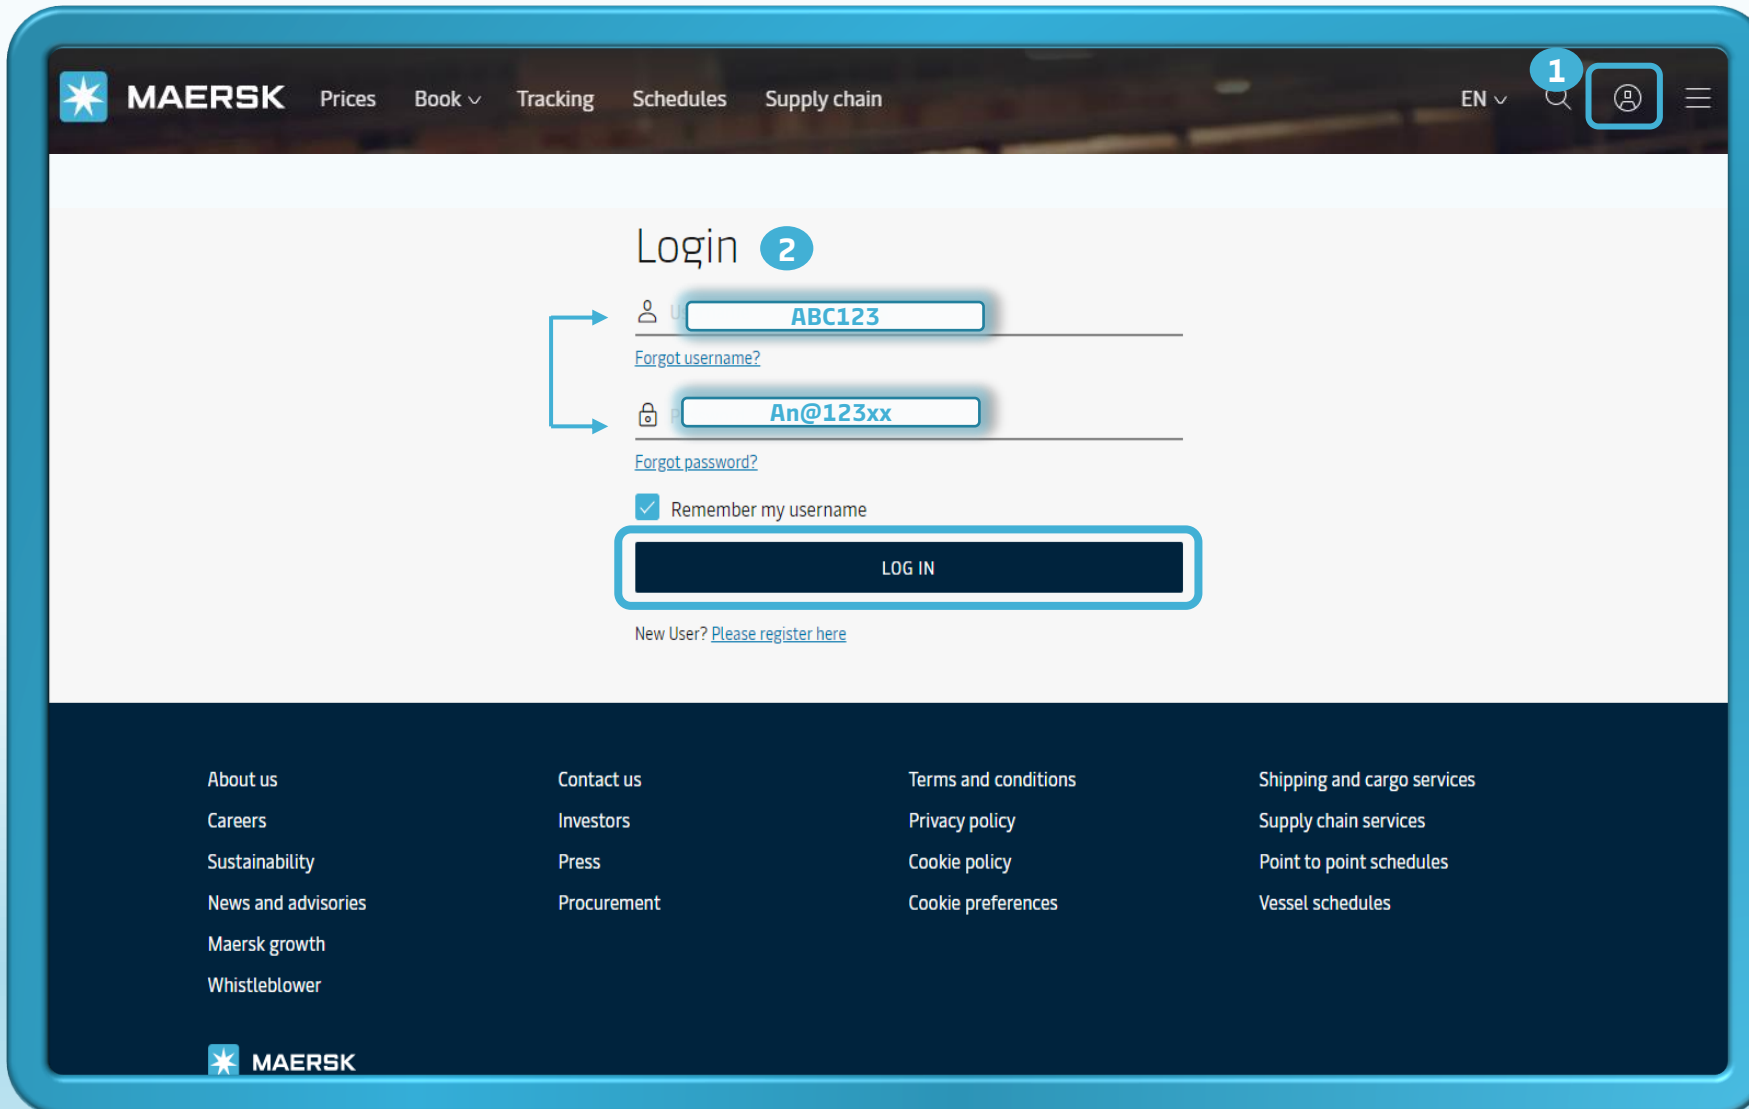 MAERSK Prices Book Tracking Schedules Supply chain EN 1
Login 2
ABC123
Forgot username?
An@123xx
Forgot password?
Remember my username
LOG IN
New User? Please register here
About us
Careers
Sustainability
News and advisories
Maersk growth
Whistleblower
Contact us
Investors
Press
Procurement
Terms and conditions
Privacy policy
Cookie policy
Cookie preferences
Shipping and cargo services
Supply chain services
Point to point schedules
Vessel schedules
MAERSK